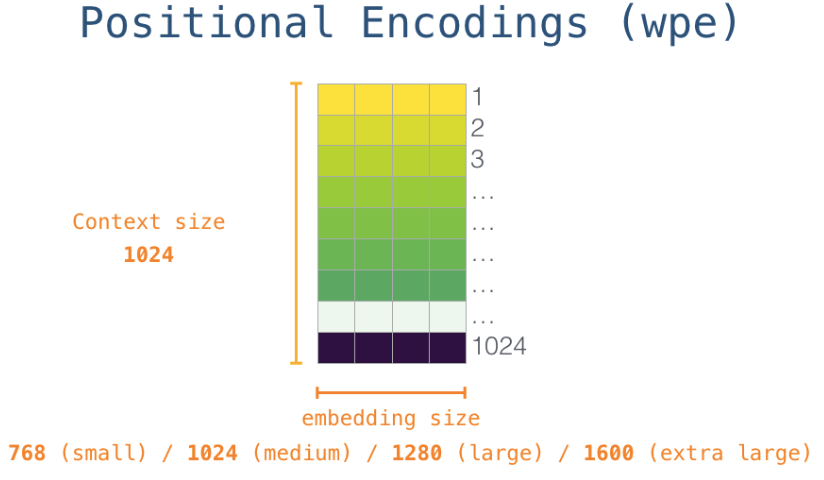 Positional Encodings (wpe)
1
2
3
...
...
...
...
...
1024
Context size
1024
embedding size
768 (small) / 1024 (medium) / 1280 (large) / 1600 (extra large)